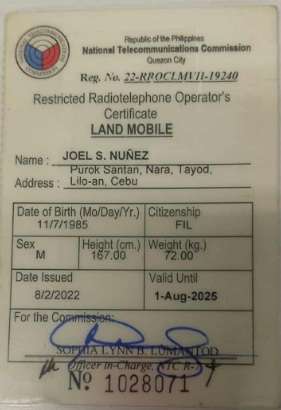 Republic of the Philippines
National Telecommunications Commission
Quezon City
Reg. No. 22-RROCLMVII-19240
Restricted Radiotelephone Operator's
Certificate
LAND MOBILE
Name : JOEL S. NUÑEZ
Purok Santan, Nara, Tayod,
Address : Lilo-an, Cebu
Date of Birth (Mo/Day/Yr.) Citizenship
11/7/1985 FIL
Sex Height (cm.) Weight (kg.)
M 167.00 72.00
Date Issued Valid Until
8/2/2022 1-Aug-2025
For the Commission:
SOPHIA LYNN B.
Officer in-Charge, NTC R-7
Nº 1028071